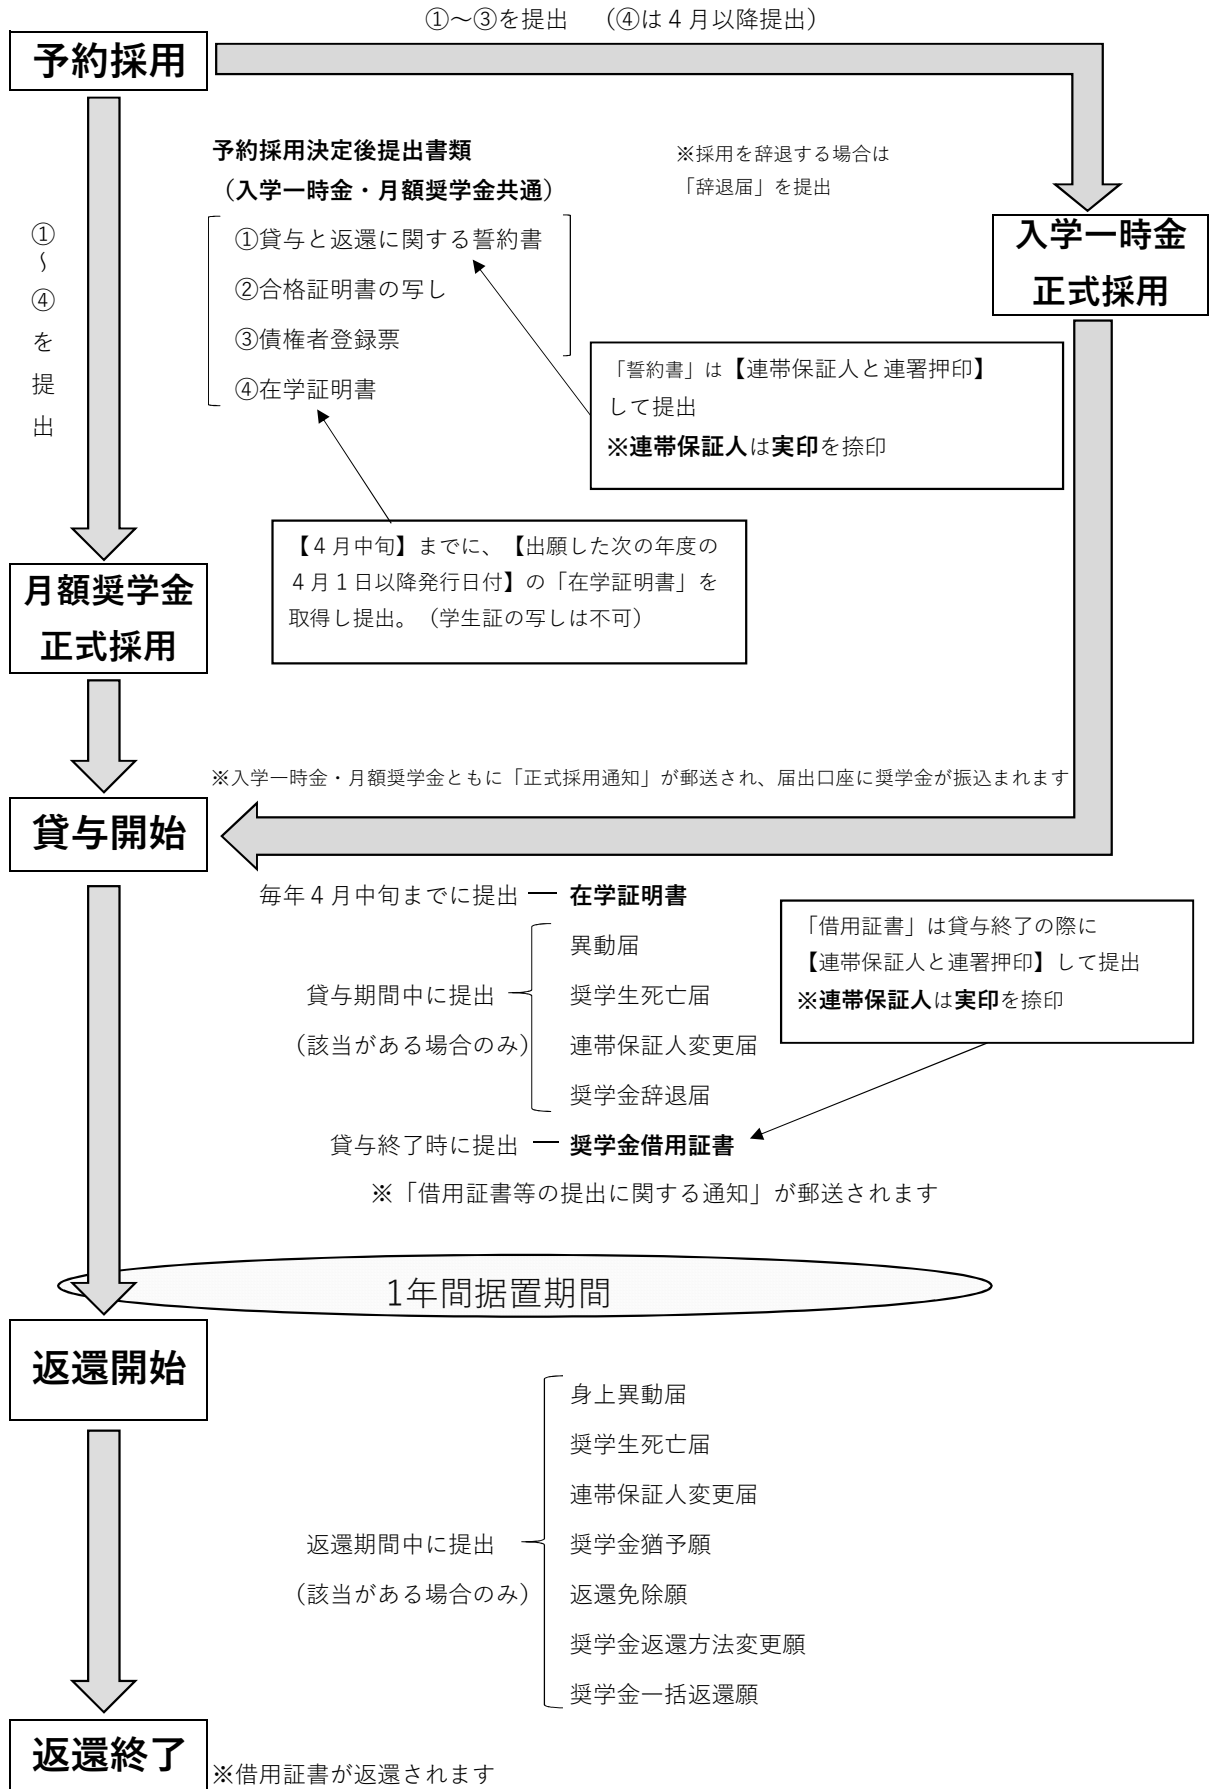 ①～③を提出　（④は４月以降提出）
予約採用
予約採用決定後提出書類
（入学一時金・月額奨学金共通）
※採用を辞退する場合は
「辞退届」を提出
①～④を提出
①貸与と返還に関する誓約書
②合格証明書の写し
③債権者登録票
④在学証明書
入学一時金
正式採用
「誓約書」は【連帯保証人と連署押印】
して提出
※連帯保証人は実印を捺印
【４月中旬】までに、【出願した次の年度の
４月１日以降発行日付】の「在学証明書」を
取得し提出。（学生証の写しは不可）
月額奨学金
正式採用
※入学一時金・月額奨学金ともに「正式採用通知」が郵送され、届出口座に奨学金が振込まれます
貸与開始
毎年４月中旬までに提出 ― 在学証明書
異動届
貸与期間中に提出　奨学生死亡届
（該当がある場合のみ）　連帯保証人変更届
奨学金辞退届
貸与終了時に提出 ― 奨学金借用証書
「借用証書」は貸与終了の際に
【連帯保証人と連署押印】して提出
※連帯保証人は実印を捺印
※「借用証書等の提出に関する通知」が郵送されます
1年間据置期間
返還開始
身上異動届
奨学生死亡届
連帯保証人変更届
返還期間中に提出　奨学金猶予願
（該当がある場合のみ）　返還免除願
奨学金返還方法変更願
奨学金一括返還願
返還終了
※借用証書が返還されます